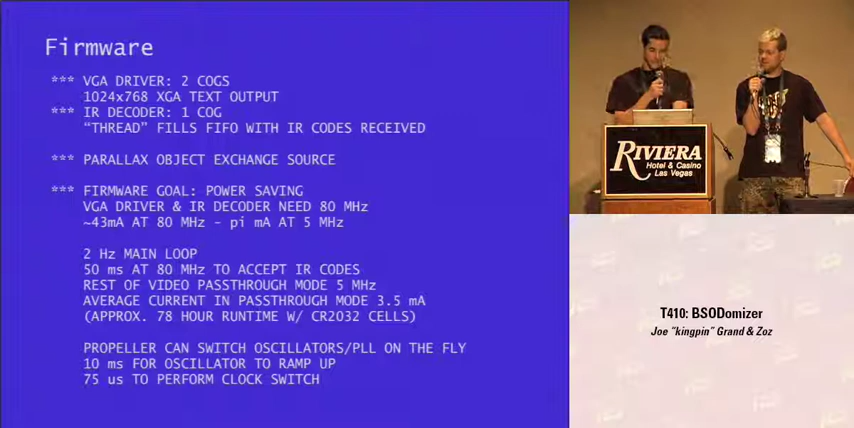 Firmware
*** VGA DRIVER: 2 COGS
1024x768 XGA TEXT OUTPUT
*** IR DECODER: 1 COG
“THREAD” FILLS FIFO WITH IR CODES RECEIVED
*** PARALLAX OBJECT EXCHANGE SOURCE
*** FIRMWARE GOAL: POWER SAVING
VGA DRIVER & IR DECODER NEED 80 MHz
~43mA AT 80 MHz - pi mA AT 5 MHz
2 Hz MAIN LOOP
50 ms AT 80 MHz TO ACCEPT IR CODES
REST OF VIDEO PASSTHROUGH MODE 5 MHz
AVERAGE CURRENT IN PASSTHROUGH MODE 3.5 mA
(APPROX. 78 HOUR RUNTIME W/ CR2032 CELLS)
PROPELLER CAN SWITCH OSCILLATORS/PLL ON THE FLY
10 ms FOR OSCILLATOR TO RAMP UP
75 us TO PERFORM CLOCK SWITCH
RIVIERA
Hotel & Casino
Las Vegas
T410: BSODomizer
Joe "kingpin" Grand & Zoz